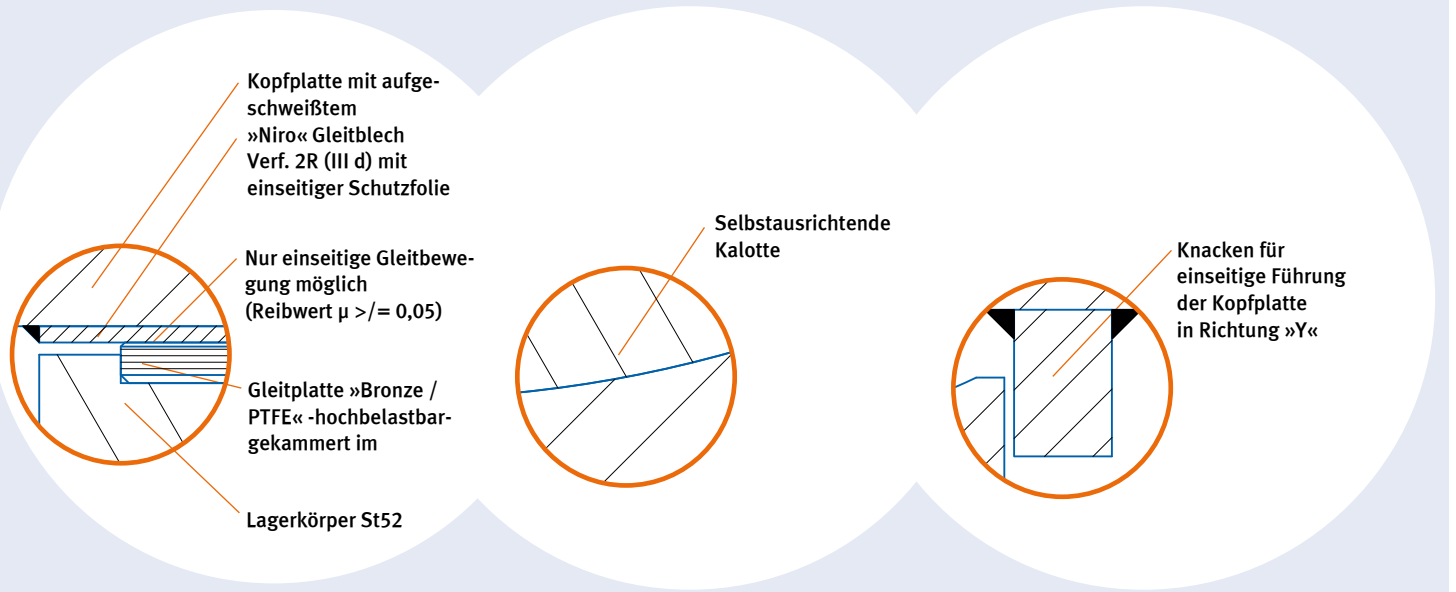 Kopfplatte mit aufge-
schweißtem
»Niro« Gleitblech
Verf. 2R (III d) mit
einseitiger Schutzfolie
Nur einseitige Gleitbewe-
gung möglich
(Reibwert µ >/= 0,05)
Gleitplatte »Bronze /
PTFE« -hochbelastbar-
gekammert im
Lagerkörper St52
Selbstausrichtende
Kalotte
Knacken für
einseitige Führung
der Kopfplatte
in Richtung »Y«